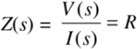 Z(s) = V(s) / I(s) = R